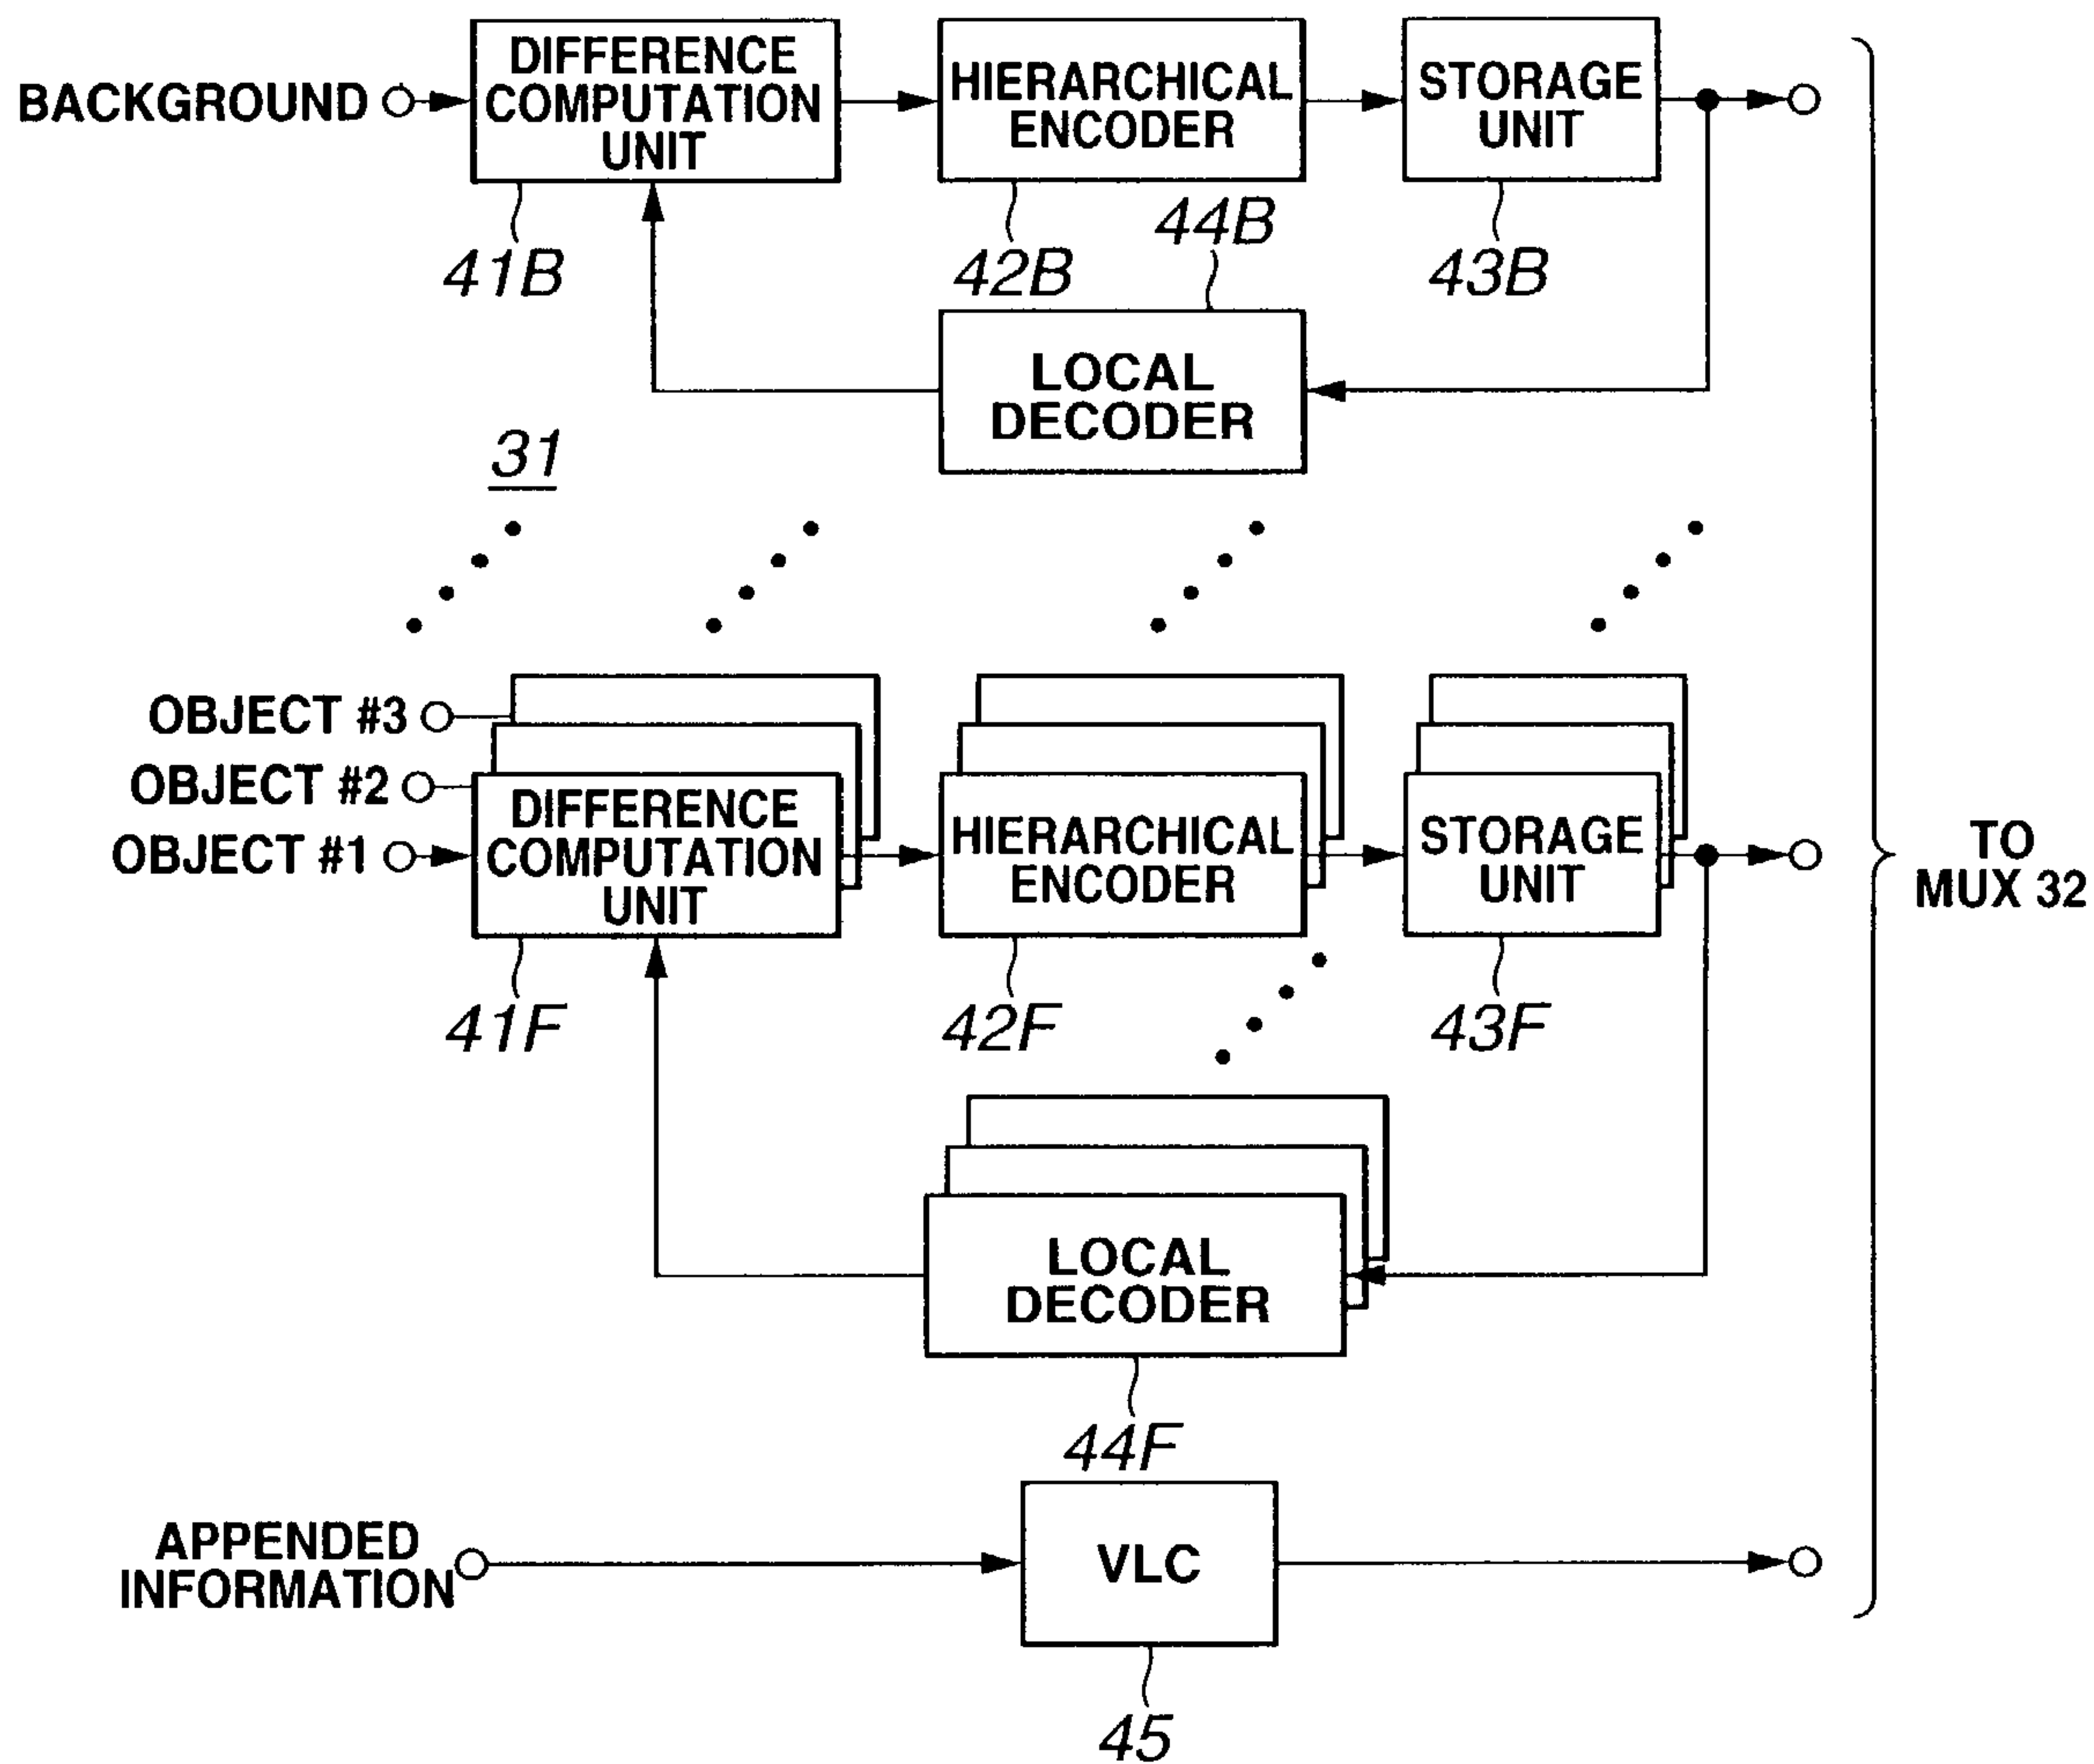 BACKGROUND
DIFFERENCE
COMPUTATION
UNIT
HIERARCHICAL
ENCODER
STORAGE
UNIT
41B
42B
44B
43B
LOCAL
DECODER
31
OBJECT #3
OBJECT #2
OBJECT #1
DIFFERENCE
COMPUTATION
UNIT
HIERARCHICAL
ENCODER
STORAGE
UNIT
TO
MUX 32
41F
42F
43F
LOCAL
DECODER
44F
APPENDED
INFORMATION
VLC
45